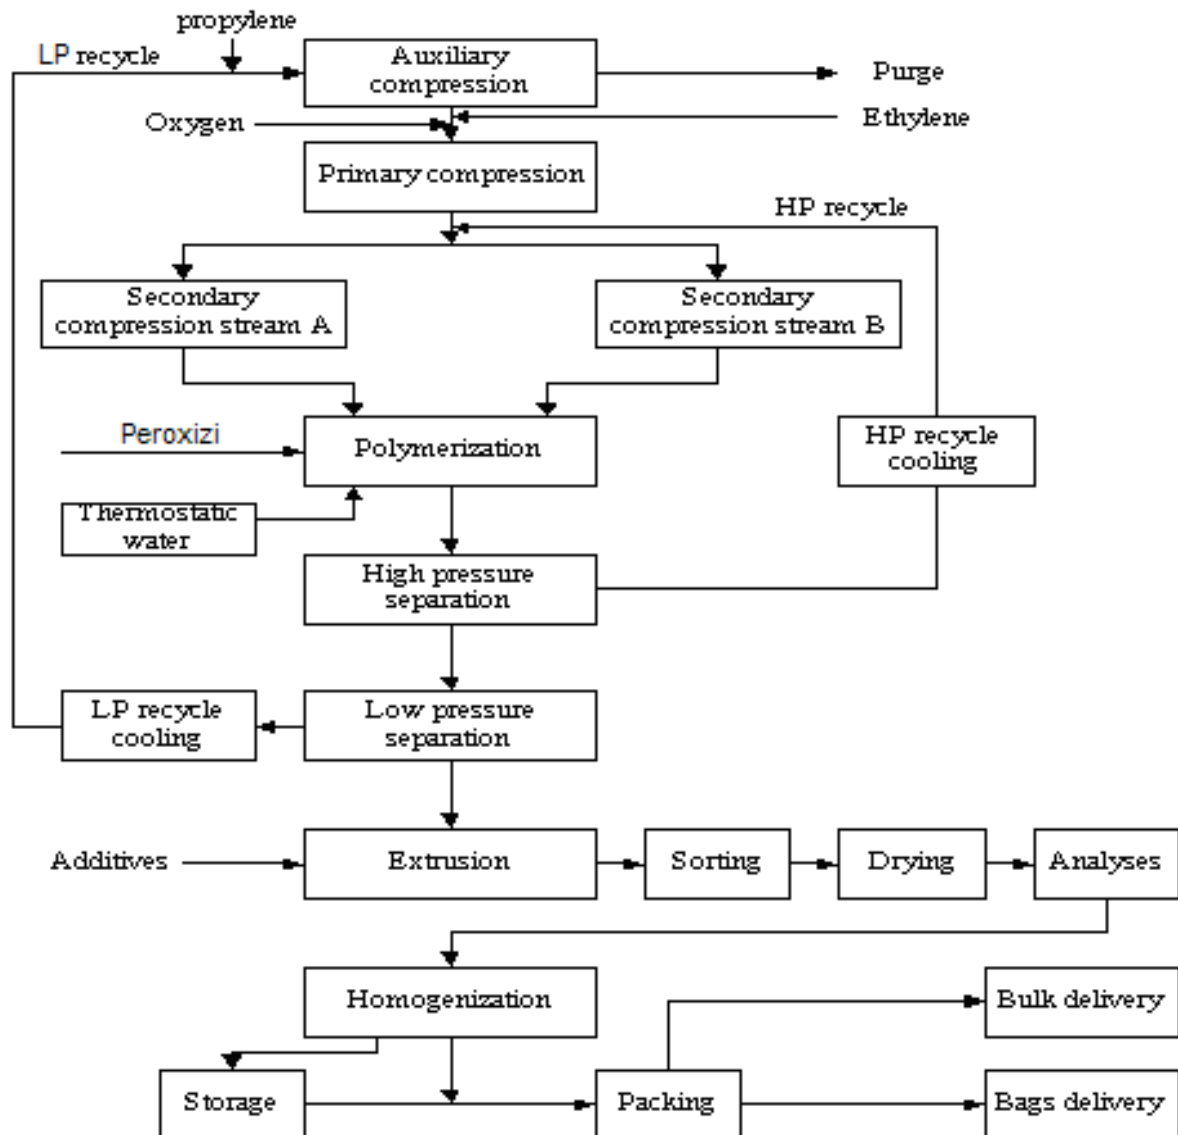 propylene
LP recycle
Auxiliary
compression
Purge
Oxygen
Ethylene
Primary compression
HP recycle
Secondary
compression stream A
Secondary
compression stream B
Peroxizi
Polymerization
HP recycle
cooling
Thermostatic
water
High pressure
separation
LP recycle
cooling
Low pressure
separation
Additives
Extrusion
Sorting
Drying
Analyses
Homogenization
Bulk delivery
Storage
Packing
Bags delivery